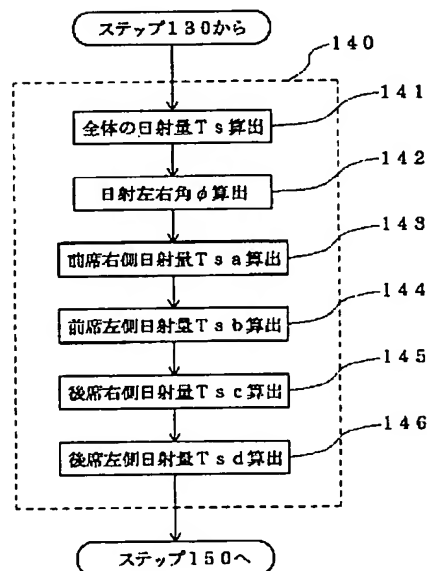 ステップ130から
140
全体の日射量Ts算出
141
日射左右角φ算出
142
前席右側日射量Tsa算出
143
前席左側日射量Tsb算出
144
後席右側日射量Tsc算出
145
後席左側日射量Tsd算出
146
ステップ150へ